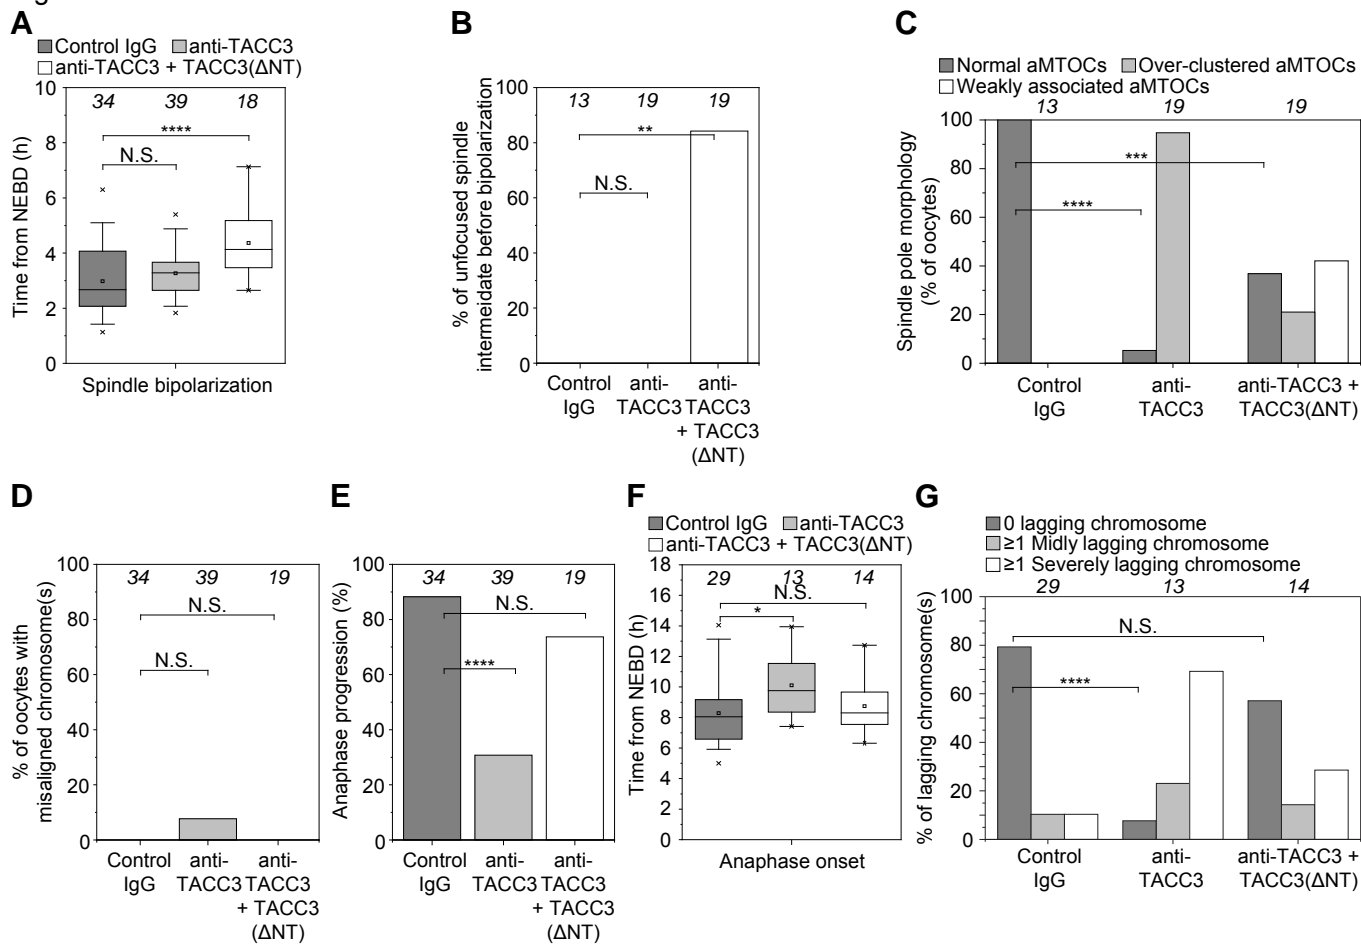 A
Control IgG anti-TACC3
anti-TACC3 + TACC3(ΔNT)
Time from NEBD (h)
10
8
6
4
2
0
34 39 18
****
N.S.
Spindle bipolarization
B
% of unfocused spindle
intermeidate before bipolarization
100
80
60
40
20
0
13 19 19
**
N.S.
Control anti- anti-
IgG TACC3 TACC3
+ TACC3
(ΔNT)
C
Normal aMTOCs Over-clustered aMTOCs
Weakly associated aMTOCs
Spindle pole morphology
(% of oocytes)
13 19 19
100
80
60
40
20
0
***
****
Control anti- anti-TACC3 +
IgG TACC3 TACC3(ΔNT)
D
% of oocytes with
misaligned chromosome(s)
100
80
60
40
20
0
34 39 19
N.S.
N.S.
Control anti- anti-
IgG TACC3 TACC3
+ TACC3
(ΔNT)
E
Anaphase progression (%)
100
80
60
40
20
0
34 39 19
N.S.
****
Control anti- anti-
IgG TACC3 TACC3
+ TACC3
(ΔNT)
F
Control IgG anti-TACC3
anti-TACC3 + TACC3(ΔNT)
Time from NEBD (h)
18
16
14
12
10
8
6
4
2
0
29 13 14
N.S.
*
Anaphase onset
G
0 lagging chromosome
≥1 Midly lagging chromosome
≥1 Severely lagging chromosome
% of lagging chromosome(s)
29 13 14
100
80
60
40
20
0
N.S.
****
Control anti- anti-TACC3 +
IgG TACC3 TACC3(ΔNT)